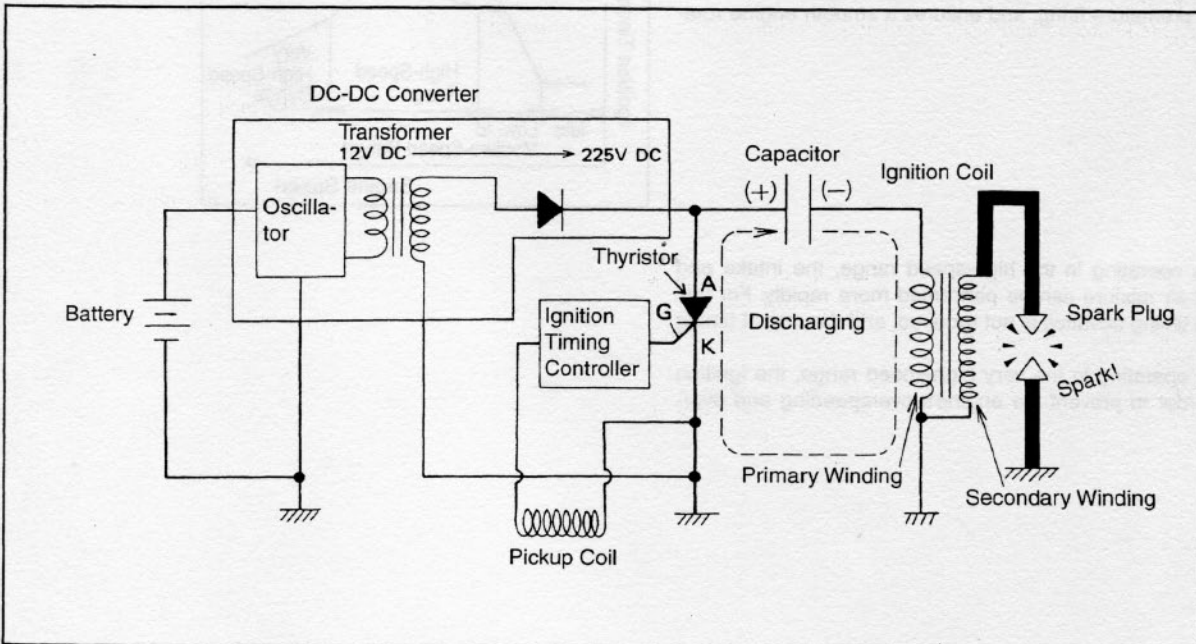 DC-DC Converter
Transformer
12V DC → 225V DC
Capacitor
(+) (−)
Ignition Coil
Oscilla-
tor
Battery
Thyristor
A
G
K
Ignition
Timing
Controller
Discharging
Spark Plug
Spark!
Primary Winding
Secondary Winding
Pickup Coil